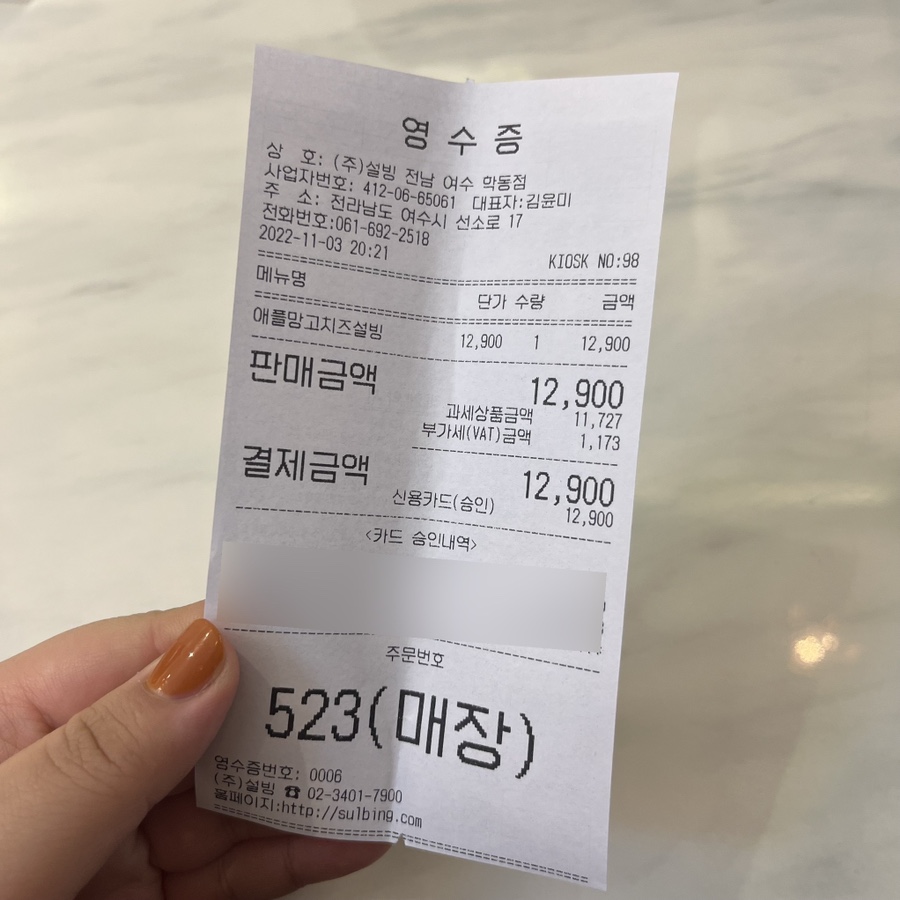 영 수 증
상 호: (주)설빙 전남 여수 학동점
사업자번호: 412-06-65061 대표자:김윤미
주 소: 전라남도 여수시 선소로 17
전화번호:061-692-2518
2022-11-03 20:21 KIOSK NO:98
메뉴명 단가 수량 금액
애플망고치즈설빙 12,900 1 12,900
판매금액 12,900
과세상품금액 11,727
부가세(VAT)금액 1,173
결제금액 12,900
신용카드(승인) 12,900
<카드 승인내역>
주문번호
523(매장)
영수증번호: 0006
(주)설빙 ☎ 02-3401-7900
홈페이지:http://sulbing.com